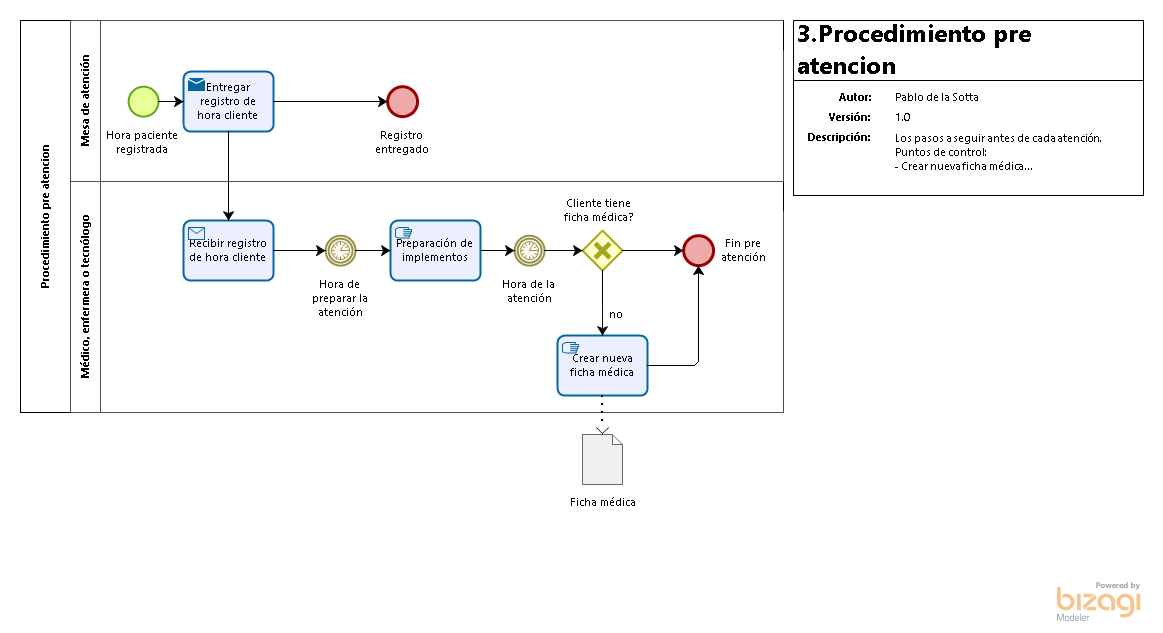 3.Procedimiento pre
atencion
Autor: Pablo de la Sotta
Versión: 1.0
Descripción: Los pasos a seguir antes de cada atención.
Puntos de control:
- Crear nueva ficha médica...
Procedimiento pre atencion
Mesa de atención
Hora paciente
registrada
Entregar
registro de
hora cliente
Registro
entregado
Médico, enfermera o tecnólogo
Recibir registro
de hora cliente
Hora de
preparar la
atención
Preparación de
implementos
Hora de la
atención
Cliente tiene
ficha médica?
Fin pre
atención
no
Crear nueva
ficha médica
Ficha médica
Powered by
bizagi
Modeler